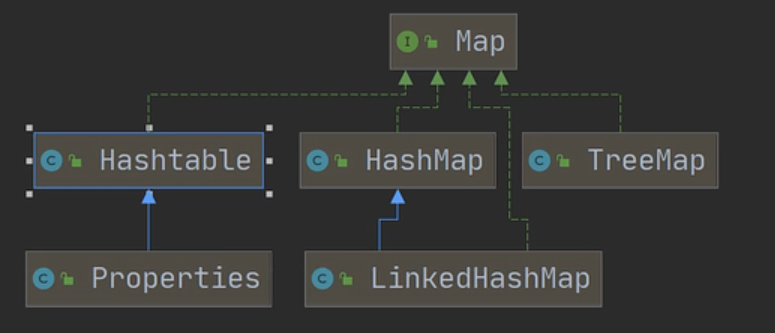 I Map
C Hashtable
C HashMap
C TreeMap
C Properties
C LinkedHashMap